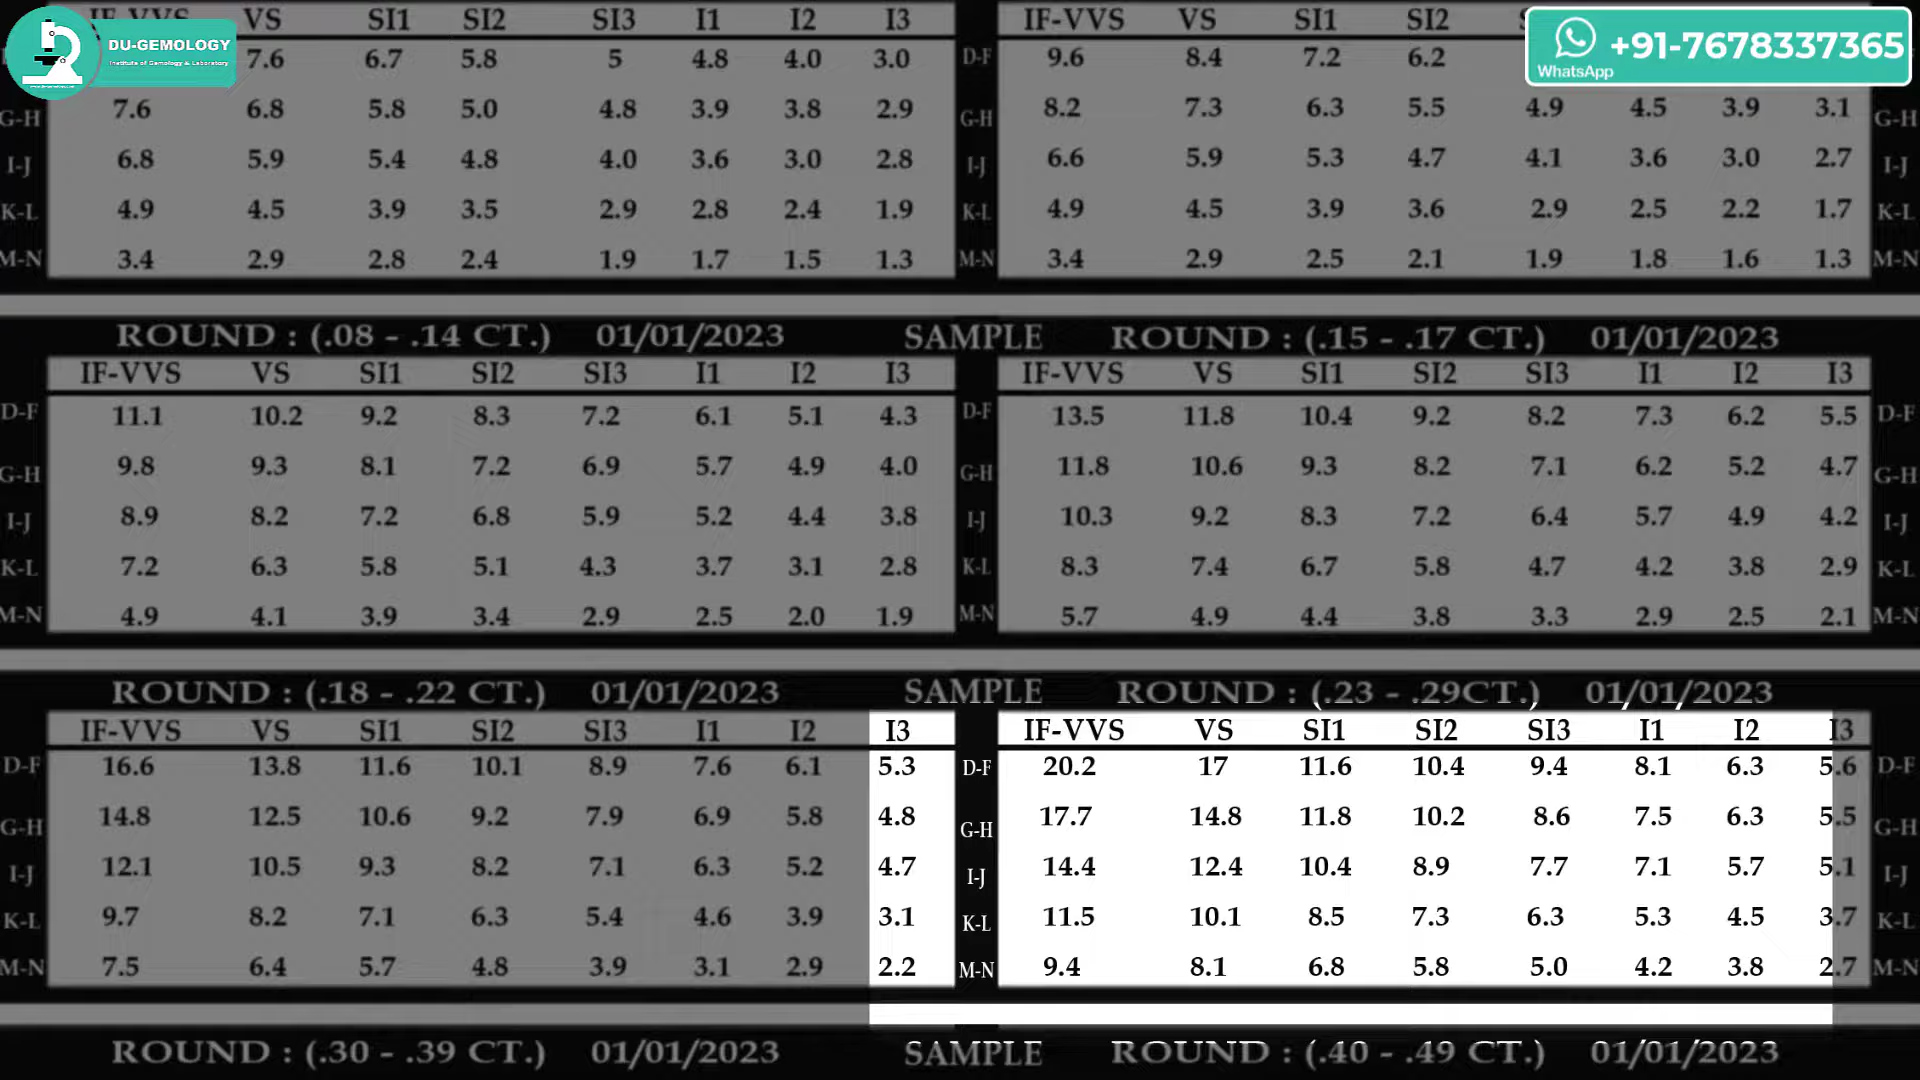 IF-VVS VS SI1 SI2 SI3 I1 I2 I3 IF-VVS VS SI1 SI2
DU-GEMOLOGY
Institute of Gemology & Laboratory
WhatsApp
+91-7678337365
7.6 6.7 5.8 5 4.8 4.0 3.0 D-F 9.6 8.4 7.2 6.2
G-H 7.6 6.8 5.8 5.0 4.8 3.9 3.8 2.9 G-H 8.2 7.3 6.3 5.5 4.9 4.5 3.9 3.1 G-H
I-J 6.8 5.9 5.4 4.8 4.0 3.6 3.0 2.8 I-J 6.6 5.9 5.3 4.7 4.1 3.6 3.0 2.7 I-J
K-L 4.9 4.5 3.9 3.5 2.9 2.8 2.4 1.9 K-L 4.9 4.5 3.9 3.6 2.9 2.5 2.2 1.7 K-L
M-N 3.4 2.9 2.8 2.4 1.9 1.7 1.5 1.3 M-N 3.4 2.9 2.5 2.1 1.9 1.8 1.6 1.3 M-N
ROUND : (.08 - .14 CT.) 01/01/2023 SAMPLE ROUND : (.15 - .17 CT.) 01/01/2023
IF-VVS VS SI1 SI2 SI3 I1 I2 I3 IF-VVS VS SI1 SI2 SI3 I1 I2 I3
D-F 11.1 10.2 9.2 8.3 7.2 6.1 5.1 4.3 D-F 13.5 11.8 10.4 9.2 8.2 7.3 6.2 5.5 D-F
G-H 9.8 9.3 8.1 7.2 6.9 5.7 4.9 4.0 G-H 11.8 10.6 9.3 8.2 7.1 6.2 5.2 4.7 G-H
I-J 8.9 8.2 7.2 6.8 5.9 5.2 4.4 3.8 I-J 10.3 9.2 8.3 7.2 6.4 5.7 4.9 4.2 I-J
K-L 7.2 6.3 5.8 5.1 4.3 3.7 3.1 2.8 K-L 8.3 7.4 6.7 5.8 4.7 4.2 3.8 2.9 K-L
M-N 4.9 4.1 3.9 3.4 2.9 2.5 2.0 1.9 M-N 5.7 4.9 4.4 3.8 3.3 2.9 2.5 2.1 M-N
ROUND : (.18 - .22 CT.) 01/01/2023 SAMPLE ROUND : (.23 - .29CT.) 01/01/2023
IF-VVS VS SI1 SI2 SI3 I1 I2 I3 IF-VVS VS SI1 SI2 SI3 I1 I2 I3
D-F 16.6 13.8 11.6 10.1 8.9 7.6 6.1 5.3 D-F 20.2 17 11.6 10.4 9.4 8.1 6.3 5.6 D-F
G-H 14.8 12.5 10.6 9.2 7.9 6.9 5.8 4.8 G-H 17.7 14.8 11.8 10.2 8.6 7.5 6.3 5.5 G-H
I-J 12.1 10.5 9.3 8.2 7.1 6.3 5.2 4.7 I-J 14.4 12.4 10.4 8.9 7.7 7.1 5.7 5.1 I-J
K-L 9.7 8.2 7.1 6.3 5.4 4.6 3.9 3.1 K-L 11.5 10.1 8.5 7.3 6.3 5.3 4.5 3.7 K-L
M-N 7.5 6.4 5.7 4.8 3.9 3.1 2.9 2.2 M-N 9.4 8.1 6.8 5.8 5.0 4.2 3.8 2.7 M-N
ROUND : (.30 - .39 CT.) 01/01/2023 SAMPLE ROUND : (.40 - .49 CT.) 01/01/2023